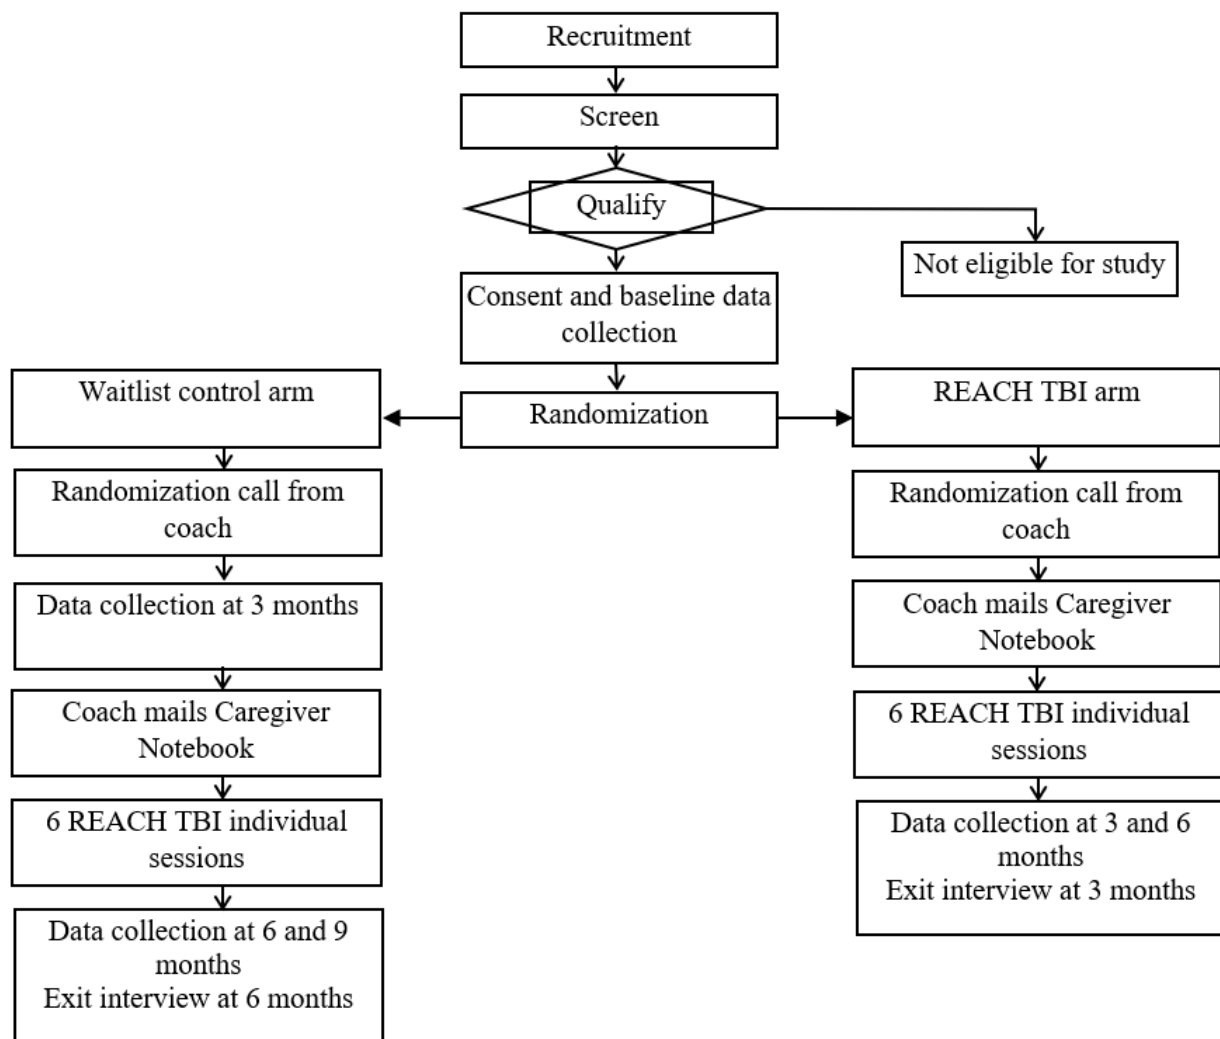 Recruitment
Screen
Qualify
Not eligible for study
Consent and baseline data
collection
Randomization
Waitlist control arm
Randomization call from
coach
Data collection at 3 months
Coach mails Caregiver
Notebook
6 REACH TBI individual
sessions
Data collection at 6 and 9
months
Exit interview at 6 months
REACH TBI arm
Randomization call from
coach
Coach mails Caregiver
Notebook
6 REACH TBI individual
sessions
Data collection at 3 and 6
months
Exit interview at 3 months